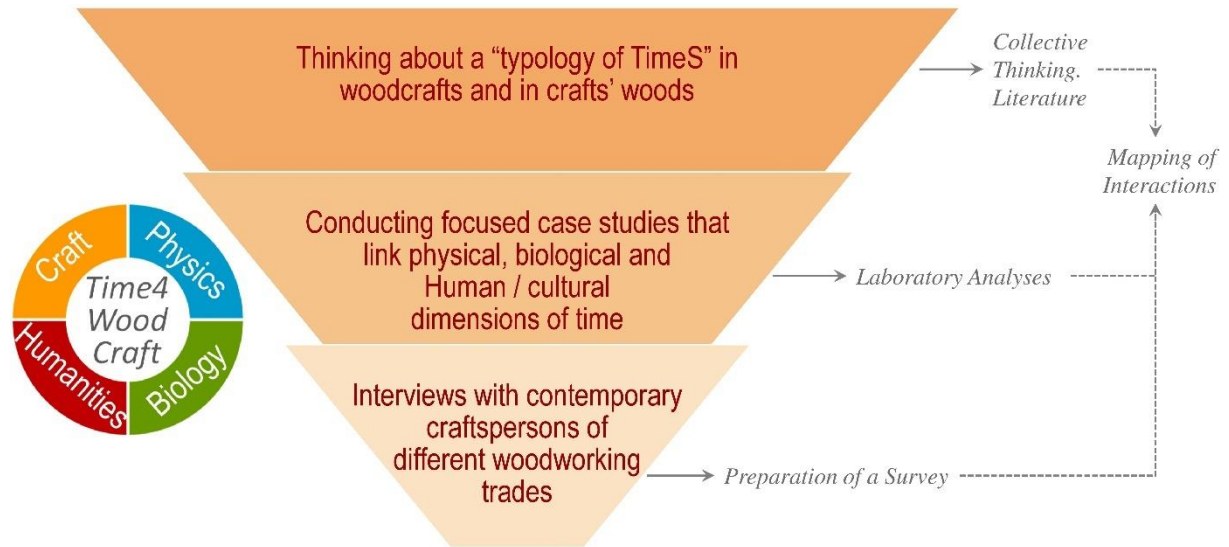 Thinking about a “typology of TimeS” in
woodcrafts and in crafts’ woods
Collective
Thinking.
Literature
Mapping of
Interactions
Conducting focused case studies that
link physical, biological and
Human / cultural
dimensions of time
Laboratory Analyses
Craft
Physics
Humanities
Biology
Time4
Wood
Craft
Interviews with contemporary
craftspersons of
different woodworking
trades
Preparation of a Survey